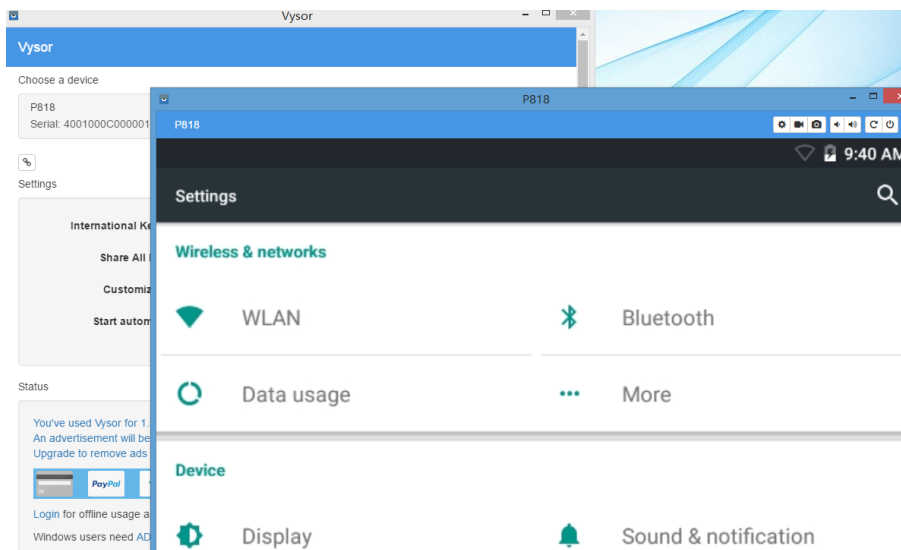 Vysor
Vysor
Choose a device
P818
Serial: 4001000C000001
Settings
International Ke
Share All
Customiz
Start autom
Status
You've used Vysor for 1.
An advertisement will be
Upgrade to remove ads
PayPal
Login for offline usage a
Windows users need AD
P818
P818
9:40 AM
Settings
Wireless & networks
WLAN
Bluetooth
Data usage
More
Device
Display
Sound & notification